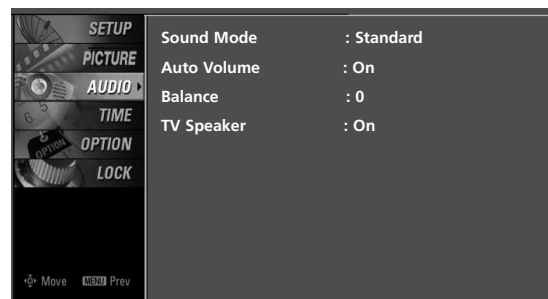 SETUP
PICTURE
AUDIO
TIME
OPTION
LOCK
Sound Mode : Standard
Auto Volume : On
Balance : 0
TV Speaker : On
Move MENU Prev